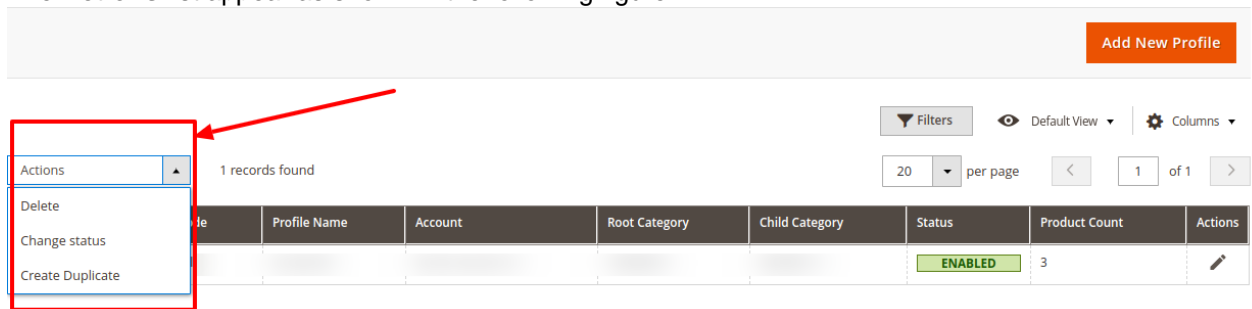 Add New Profile
Filters
Default View
Columns
Actions
1 records found
20
per page
1
of 1
Delete
Change status
Create Duplicate
Profile Name
Account
Root Category
Child Category
Status
Product Count
Actions
ENABLED
3